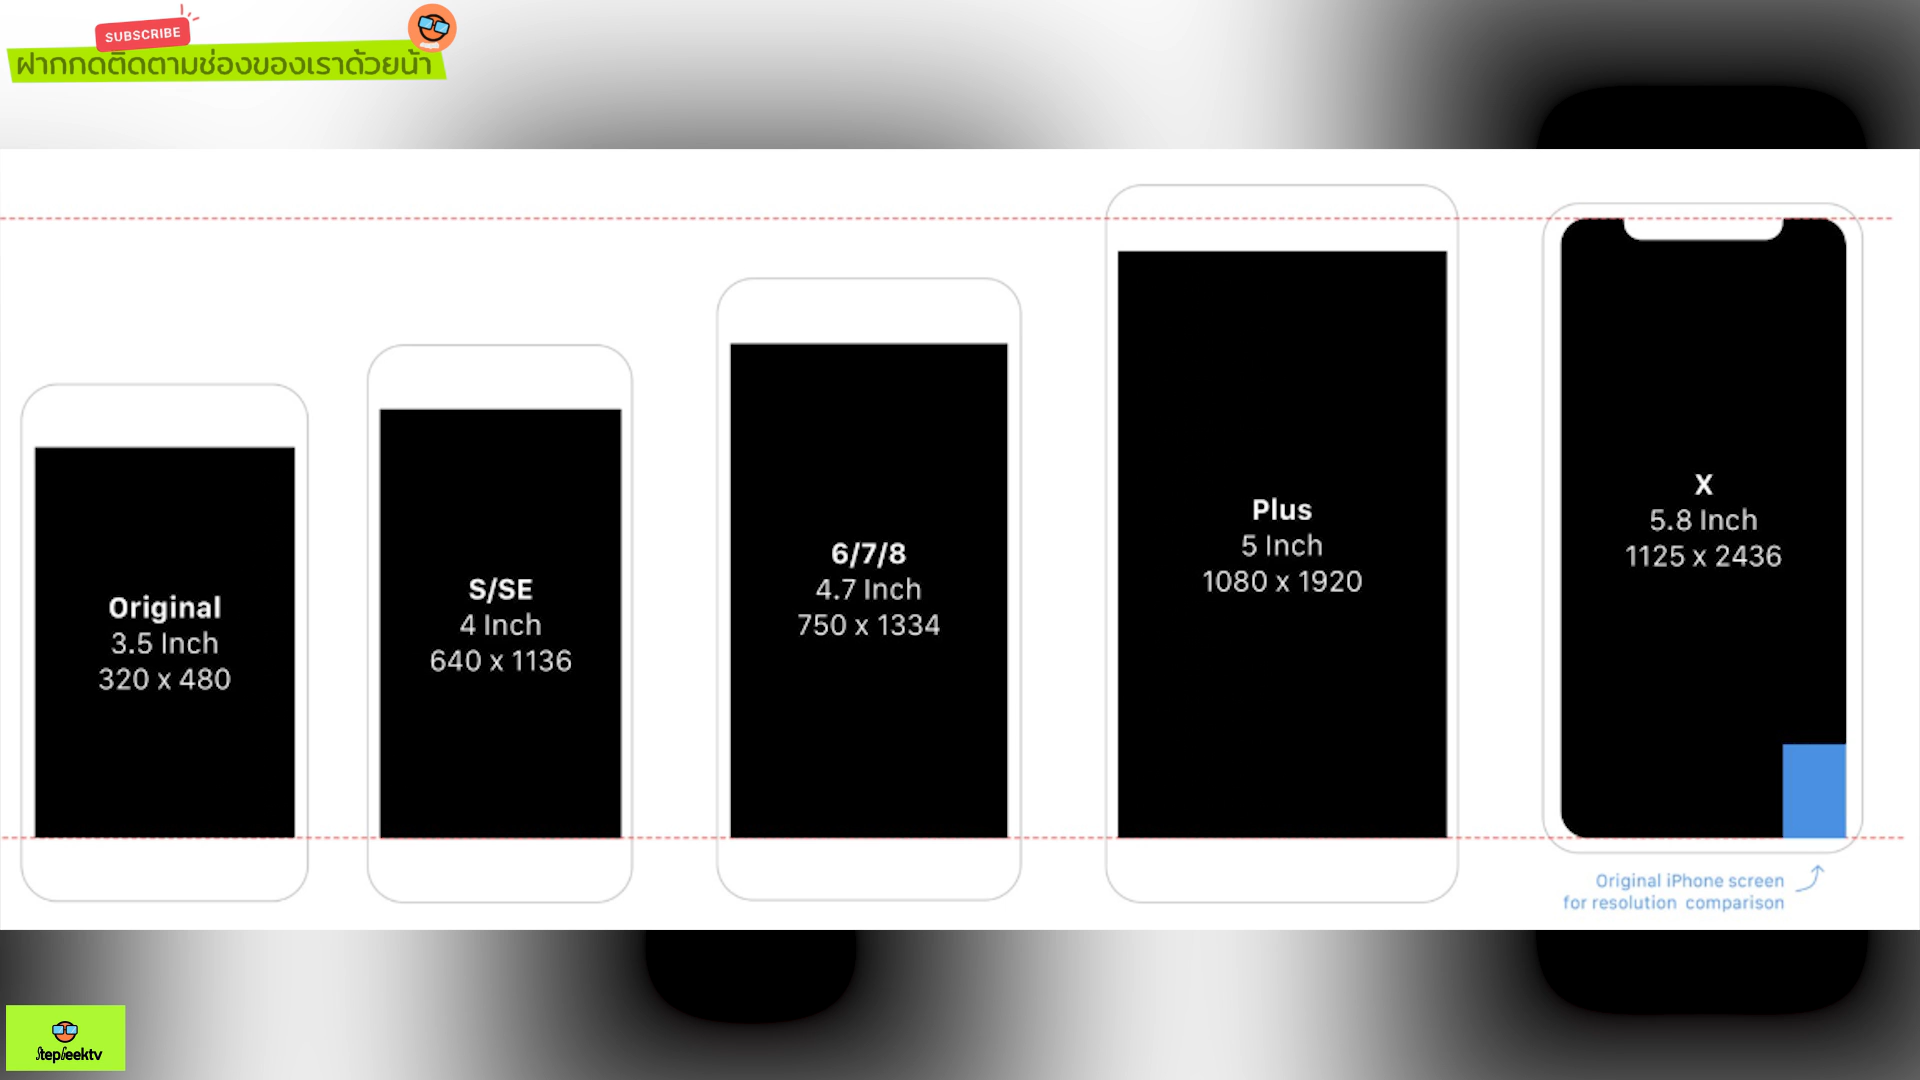 SUBSCRIBE
ฝากกดติดตามช่องของเราด้วยน้า
Original
3.5 Inch
320 x 480
S/SE
4 Inch
640 x 1136
6/7/8
4.7 Inch
750 x 1334
Plus
5 Inch
1080 x 1920
X
5.8 Inch
1125 x 2436
Original iPhone screen
for resolution comparison
StepGeektv